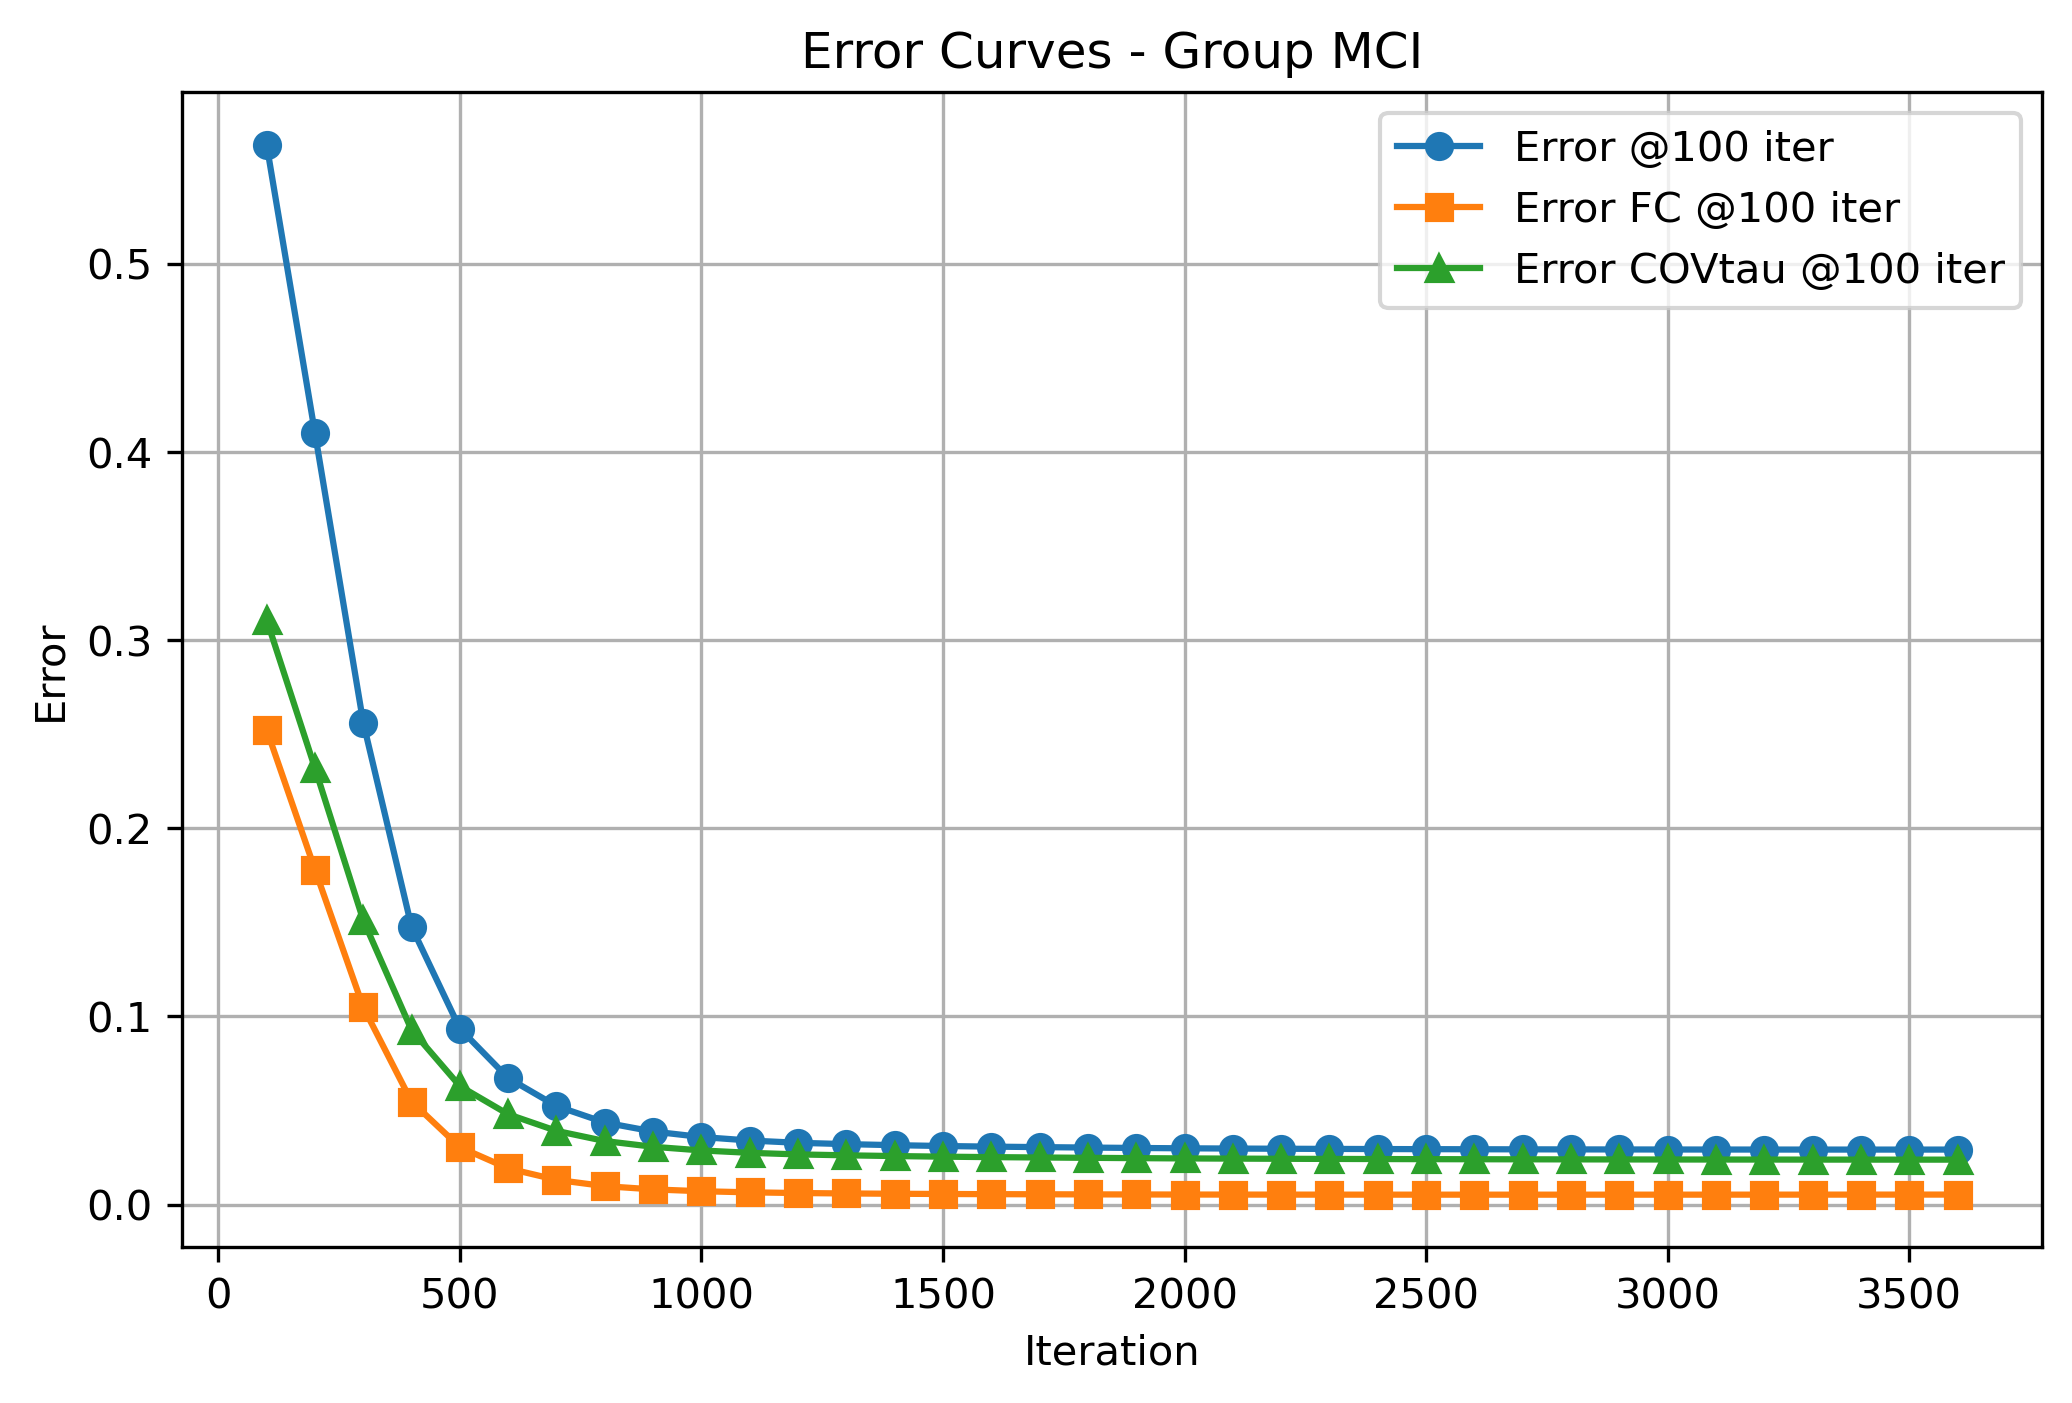 Error Curves - Group MCI
Error @100 iter
Error FC @100 iter
Error COVtau @100 iter
Error
0.5
0.4
0.3
0.2
0.1
0.0
0 500 1000 1500 2000 2500 3000 3500
Iteration